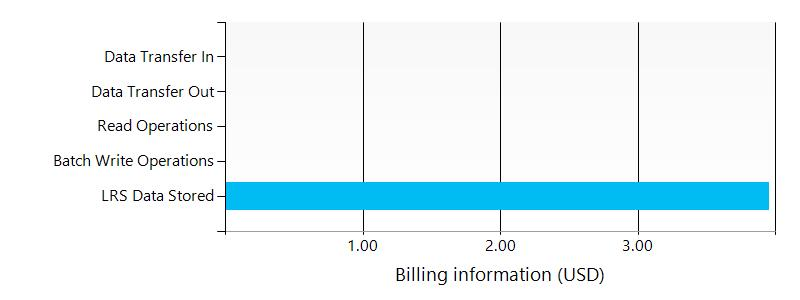 Data Transfer In
Data Transfer Out
Read Operations
Batch Write Operations
LRS Data Stored
1.00 2.00 3.00
Billing information (USD)